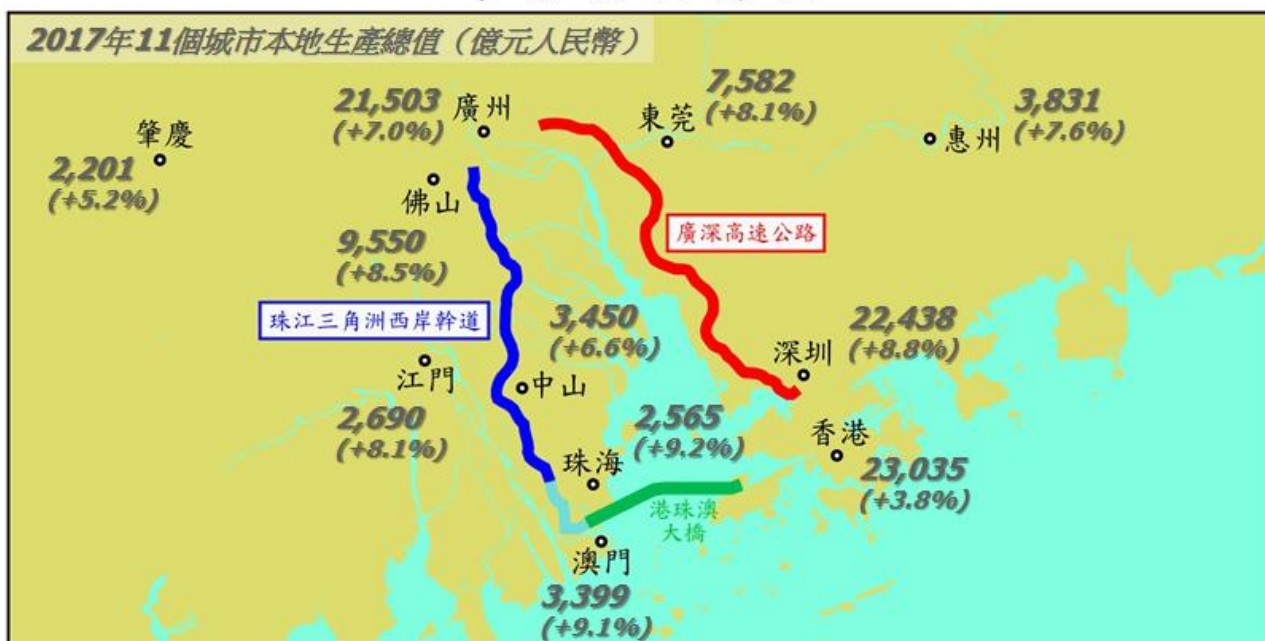 2017年11個城市本地生產總值（億元人民幣）
21,503
(+7.0%)
廣州
7,582
(+8.1%)
東莞
3,831
(+7.6%)
惠州
肇慶
2,201
(+5.2%)
佛山
9,550
(+8.5%)
廣深高速公路
珠江三角洲西岸幹道
3,450
(+6.6%)
中山
22,438
(+8.8%)
深圳
江門
2,690
(+8.1%)
2,565
(+9.2%)
珠海
香港
23,035
(+3.8%)
港珠澳
大橋
澳門
3,399
(+9.1%)